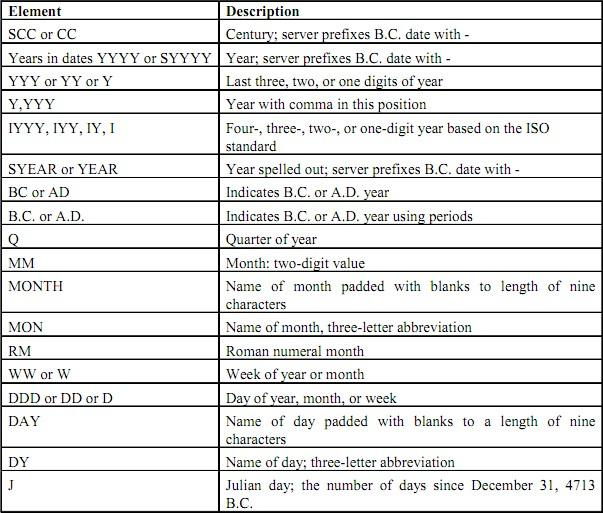 Element Description
SCC or CC Century; server prefixes B.C. date with -
Years in dates YYYY or SYYYY Year; server prefixes B.C. date with -
YYY or YY or Y Last three, two, or one digits of year
Y,YYY Year with comma in this position
IYYY, IYY, IY, I Four-, three-, two-, or one-digit year based on the ISO
standard
SYEAR or YEAR Year spelled out; server prefixes B.C. date with -
BC or AD Indicates B.C. or A.D. year
B.C. or A.D. Indicates B.C. or A.D. year using periods
Q Quarter of year
MM Month: two-digit value
MONTH Name of month padded with blanks to length of nine
characters
MON Name of month, three-letter abbreviation
RM Roman numeral month
WW or W Week of year or month
DDD or DD or D Day of year, month, or week
DAY Name of day padded with blanks to a length of nine
characters
DY Name of day; three-letter abbreviation
J Julian day; the number of days since December 31, 4713
B.C.